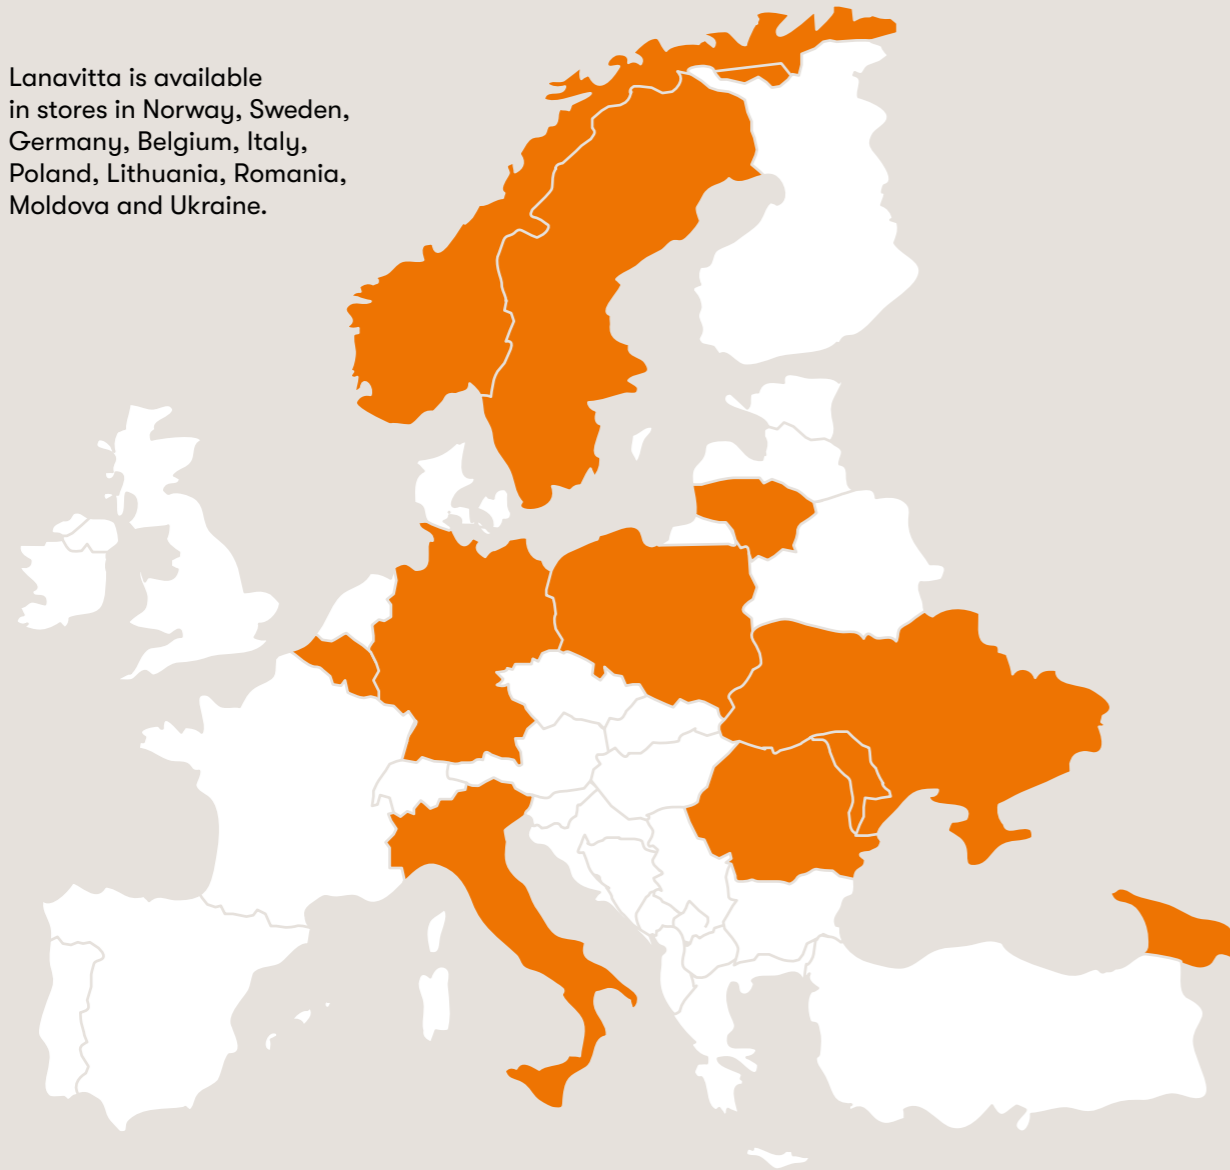 Lanavitta is available
in stores in Norway, Sweden,
Germany, Belgium, Italy,
Poland, Lithuania, Romania,
Moldova and Ukraine.